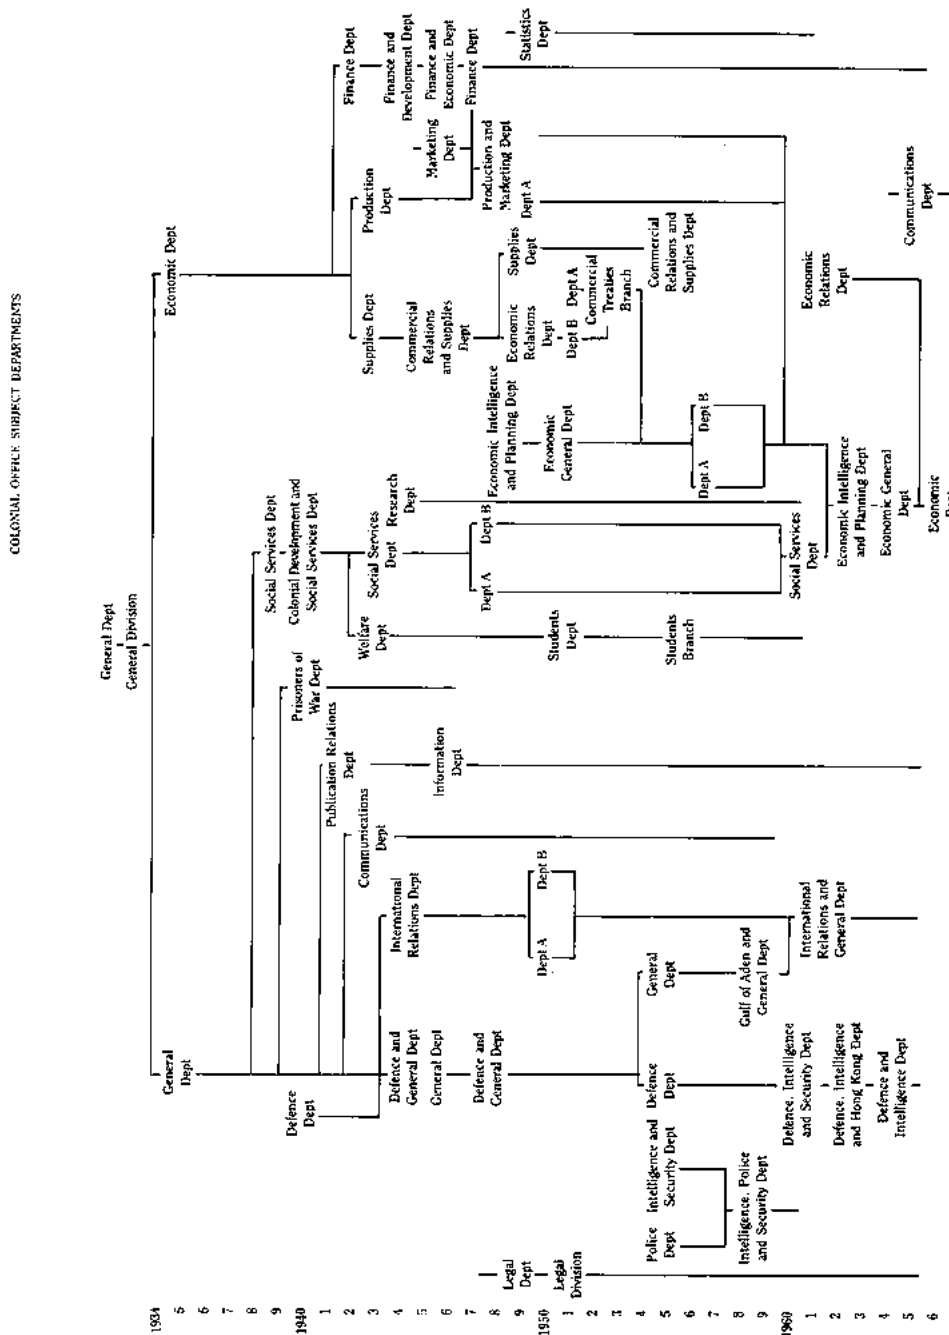 COLONIAL OFFICE SUBJECT DEPARTMENTS
General Dept
General Division
Economic Dept
General
Dept
Finance Dept
Finance and
Development Dept
Finance and
Economic Dept
Finance Dept
Statistics
Dept
Marketing
Dept
Production
Dept
Production and
Marketing Dept
Dept A
Communications
Dept
Supplies Dept
Commercial
Relations
and Supplies
Dept
Supplies
Dept
Economic
Relations
Dept
Dept B
Dept A
Commercial
Treaties
Branch
Commercial
Relations and
Supplies Dept
Economic
Relations
Dept
Economic Intelligence
and Planning Dept
Economic
General Dept
Dept A
Dept B
Economic Intelligence
and Planning Dept
Economic General
Dept
Economic
Social Services Dept
Colonial Development and
Social Services Dept
Research
Dept
Social Services
Dept
Dept B
Dept A
Social Services
Dept
Welfare
Dept
Students
Dept
Students
Branch
Prisoners of
War Dept
Publication Relations
Dept
Information
Dept
Communications
Dept
International
Relations Dept
Dept B
Dept A
International
Relations and
General Dept
General
Dept
Gulf of Aden and
General Dept
Defence
Dept
Defence and
General Dept
General Dept
Defence and
General Dept
Defence
Dept
Defence, Intelligence
and Security Dept
Defence, Intelligence
and Hong Kong Dept
Defence and
Intelligence Dept
Intelligence and
Security Dept
Police
Dept
Intelligence, Police
and Security Dept
Legal
Dept
Legal
Division
1934
5
6
7
8
9
1940
1
2
3
4
5
6
7
8
9
1950
1
2
3
4
5
6
7
8
9
1960
1
2
3
4
5
6